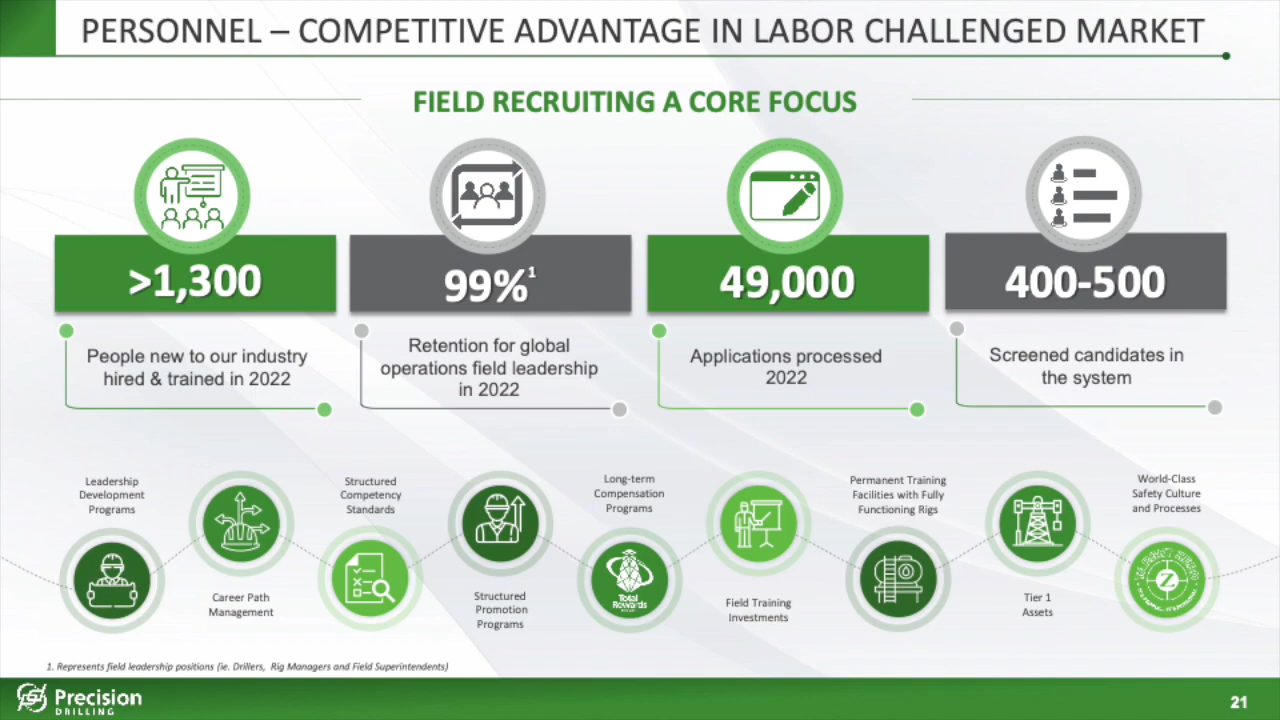 PERSONNEL – COMPETITIVE ADVANTAGE IN LABOR CHALLENGED MARKET
FIELD RECRUITING A CORE FOCUS
>1,300
People new to our industry
hired & trained in 2022
99%1
Retention for global
operations field leadership
in 2022
49,000
Applications processed
2022
400-500
Screened candidates in
the system
Leadership
Development
Programs
Career Path
Management
Structured
Competency
Standards
Structured
Promotion
Programs
Long-term
Compensation
Programs
Total
Rewards
Field Training
Investments
Permanent Training
Facilities with Fully
Functioning Rigs
Tier 1
Assets
World-Class
Safety Culture
and Processes
Z
1. Represents field leadership positions (ie. Drillers, Rig Managers and Field Superintendents)
Precision
DRILLING
21